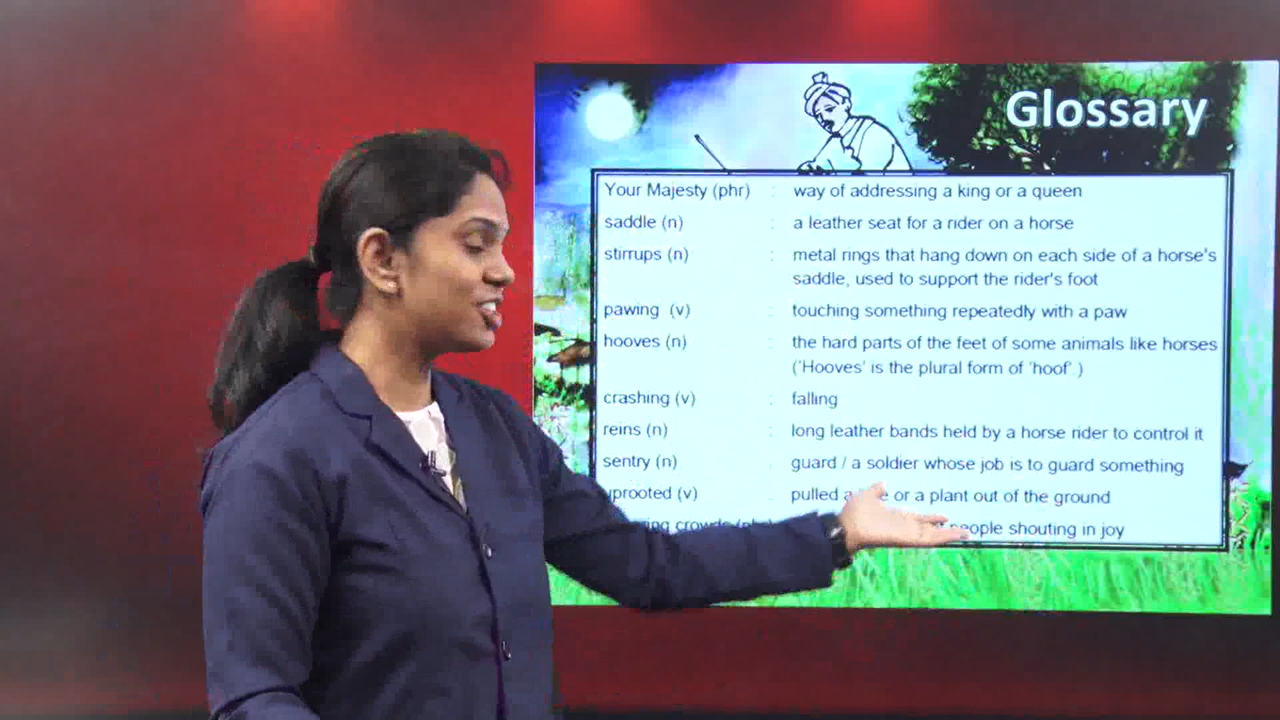 Glossary
Your Majesty (phr) : way of addressing a king or a queen
saddle (n) : a leather seat for a rider on a horse
stirrups (n) : metal rings that hang down on each side of a horse's
saddle, used to support the rider's foot
pawing (v) : touching something repeatedly with a paw
hooves (n) : the hard parts of the feet of some animals like horses
('Hooves' is the plural form of 'hoof'.)
crashing (v) : falling
reins (n) : long leather bands held by a horse rider to control it
sentry (n) : guard / a soldier whose job is to guard something
uprooted (v) : pulled a or a plant out of the ground
people shouting in joy